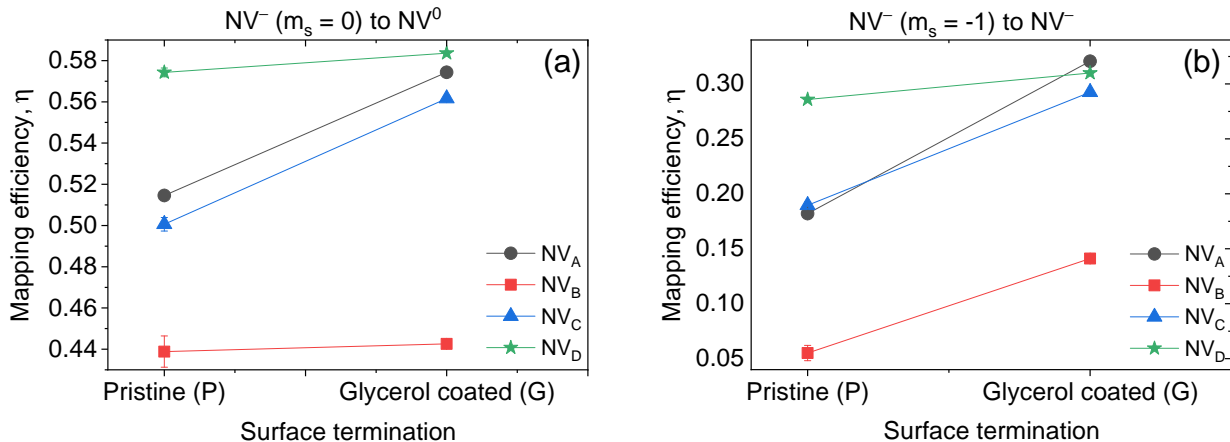 NV⁻ (mₛ = 0) to NV⁰
(a)
Mapping efficiency, η
0.58
0.56
0.54
0.52
0.50
0.48
0.46
0.44
NV_A
NV_B
NV_C
NV_D
Pristine (P) Glycerol coated (G)
Surface termination
NV⁻ (mₛ = -1) to NV⁻
(b)
Mapping efficiency, η
0.30
0.25
0.20
0.15
0.10
0.05
NV_A
NV_B
NV_C
NV_D
Pristine (P) Glycerol coated (G)
Surface termination